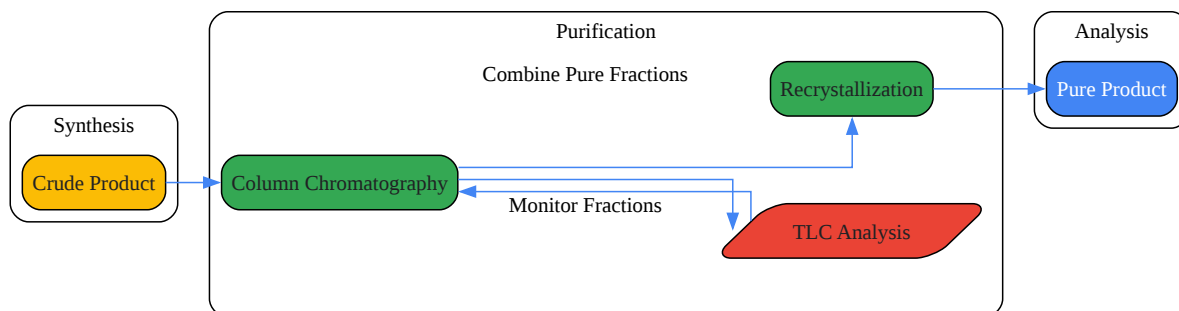 Synthesis
Crude Product
Purification
Combine Pure Fractions
Column Chromatography
Monitor Fractions
Recrystallization
TLC Analysis
Analysis
Pure Product